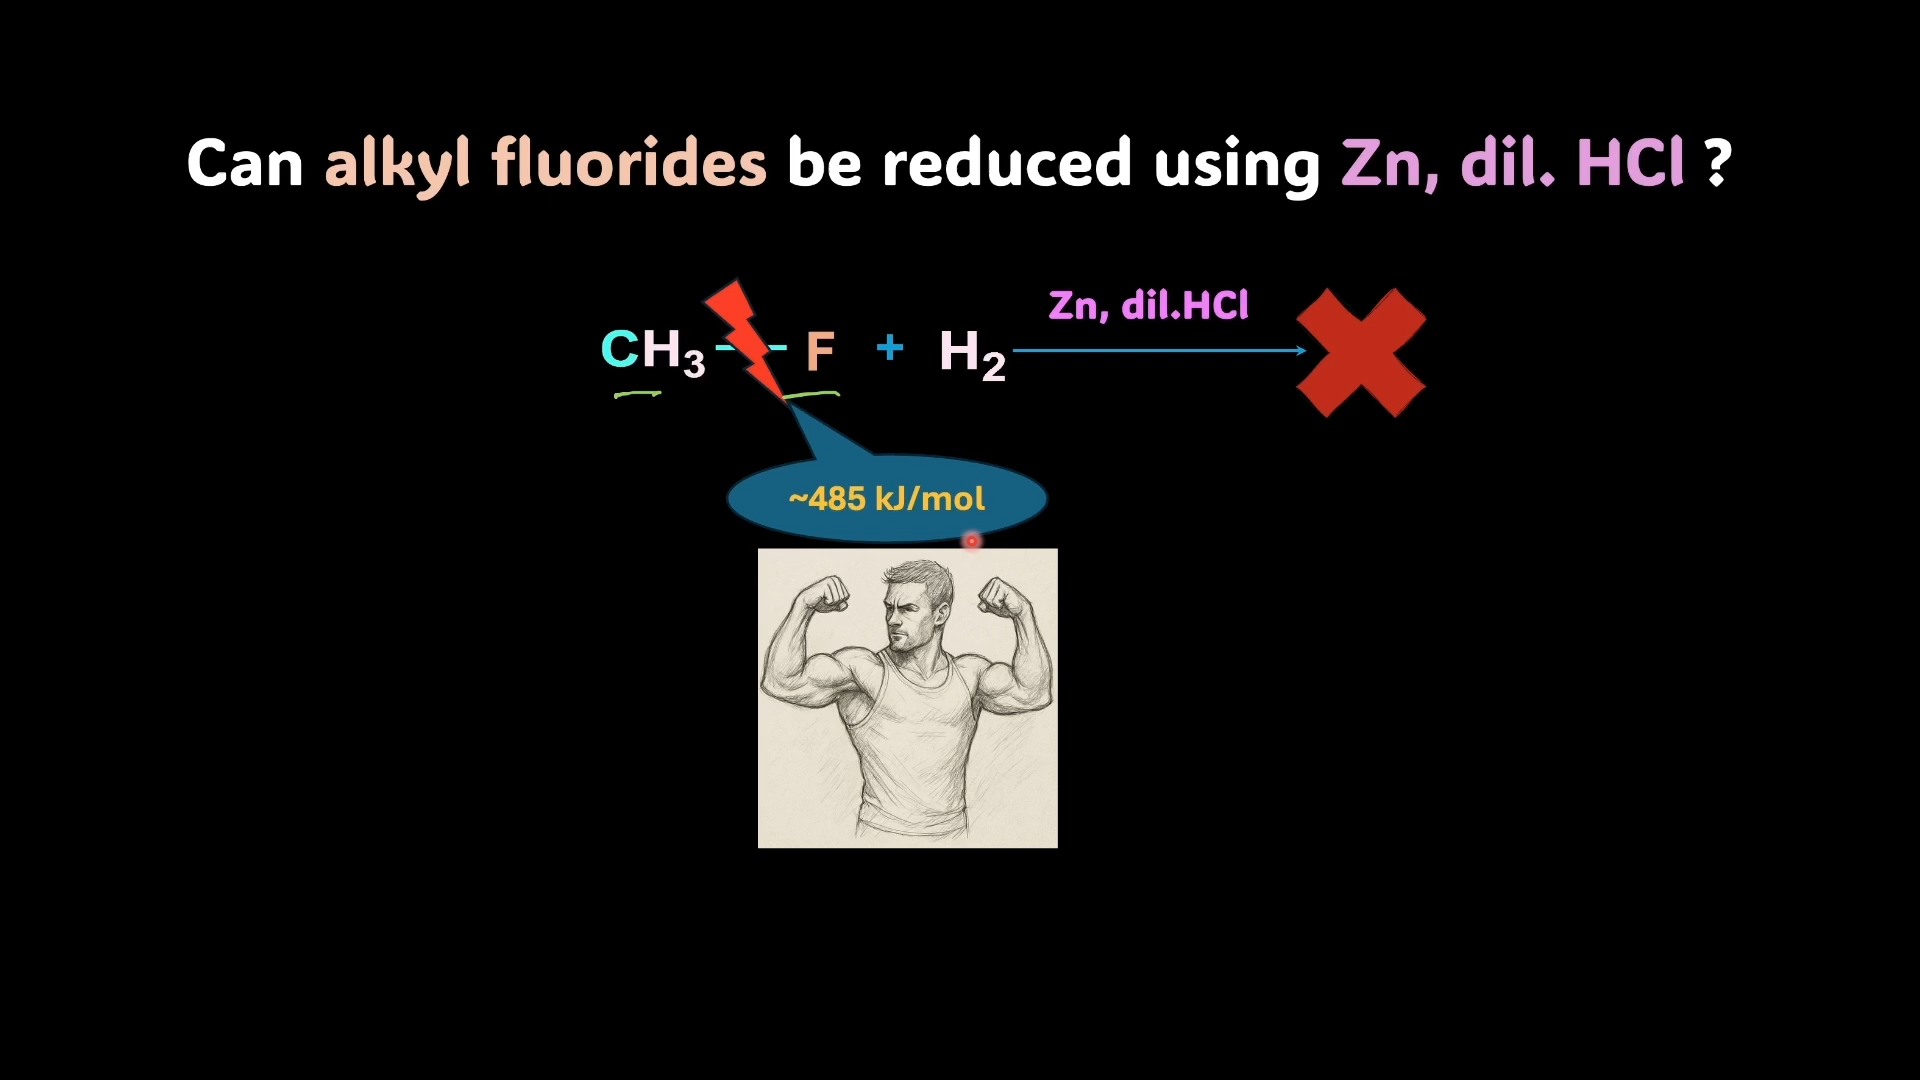 Can alkyl fluorides be reduced using Zn, dil. HCl ?
Zn, dil.HCl
CH₃ – F + H₂
~485 kJ/mol